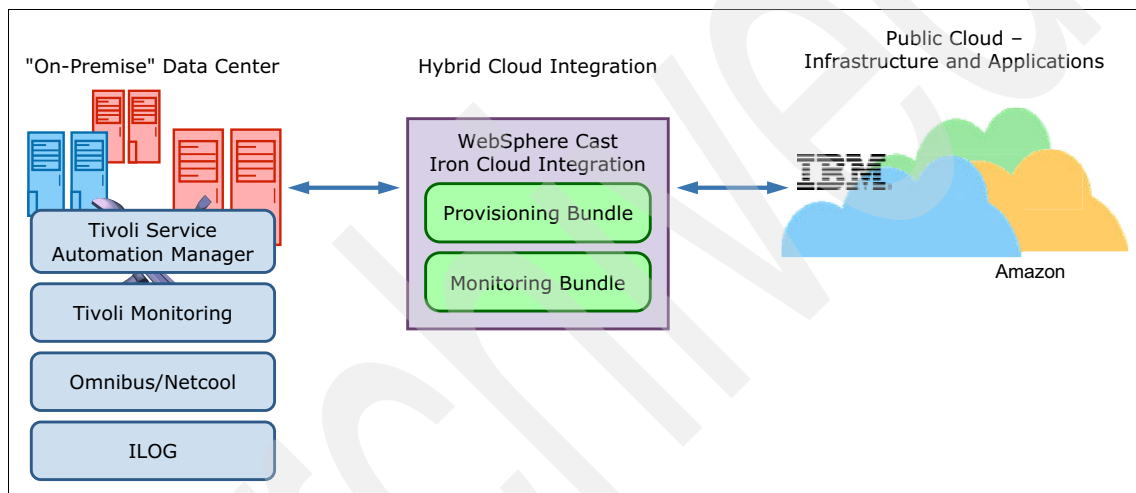 "On-Premise" Data Center
Hybrid Cloud Integration
Public Cloud –
Infrastructure and Applications
WebSphere Cast
Iron Cloud Integration
Provisioning Bundle
Monitoring Bundle
Tivoli Service
Automation Manager
Tivoli Monitoring
Omnibus/Netcool
ILOG
IBM
Amazon